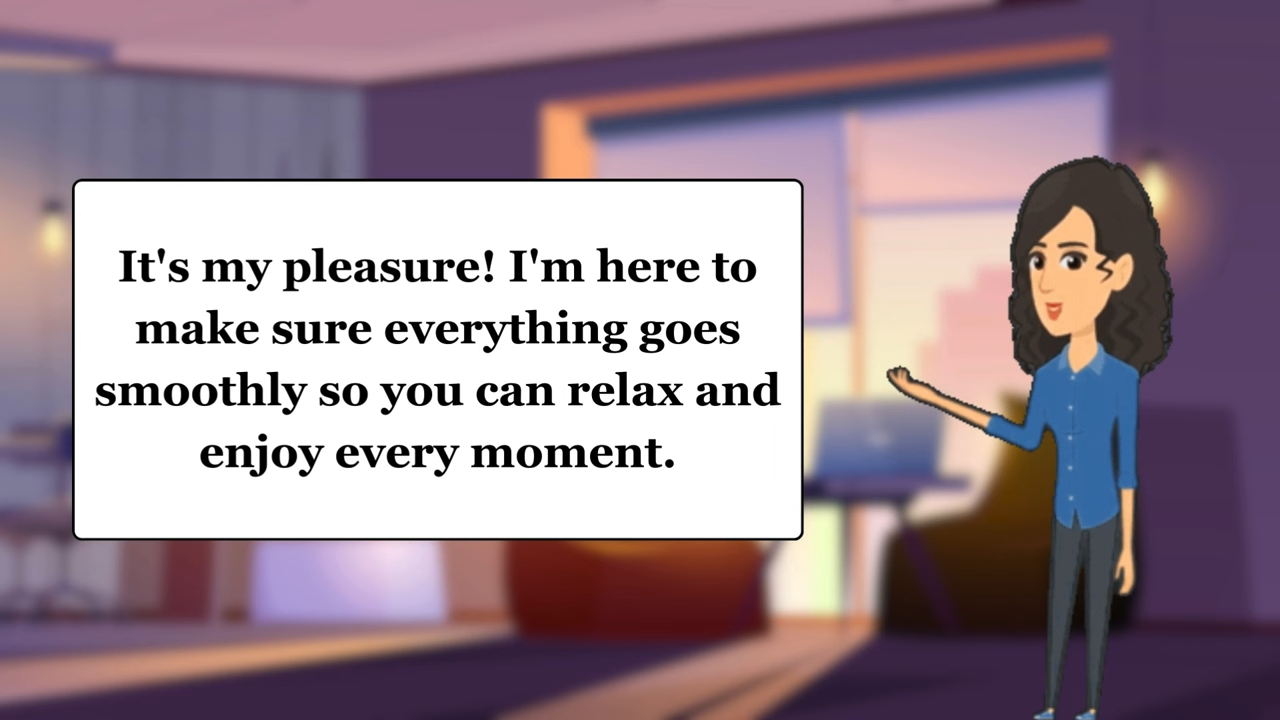 It's my pleasure! I'm here to
make sure everything goes
smoothly so you can relax and
enjoy every moment.